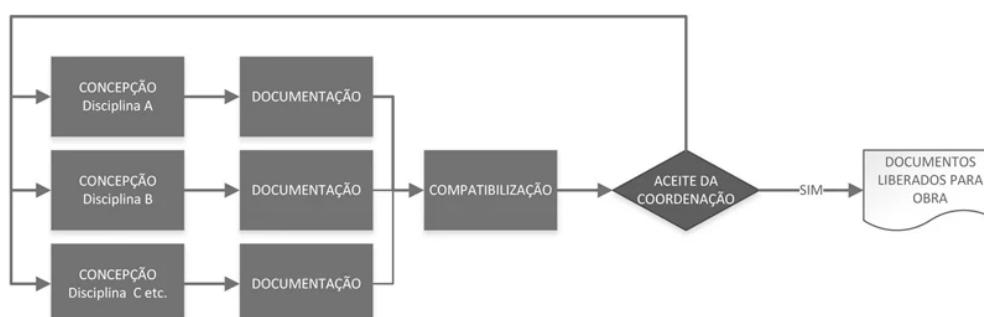 CONCEPÇÃO
Disciplina A
DOCUMENTAÇÃO
CONCEPÇÃO
Disciplina B
DOCUMENTAÇÃO
CONCEPÇÃO
Disciplina C etc.
DOCUMENTAÇÃO
COMPATIBILIZAÇÃO
ACEITE DA
COORDENAÇÃO
SIM
DOCUMENTOS
LIBERADOS PARA
OBRA